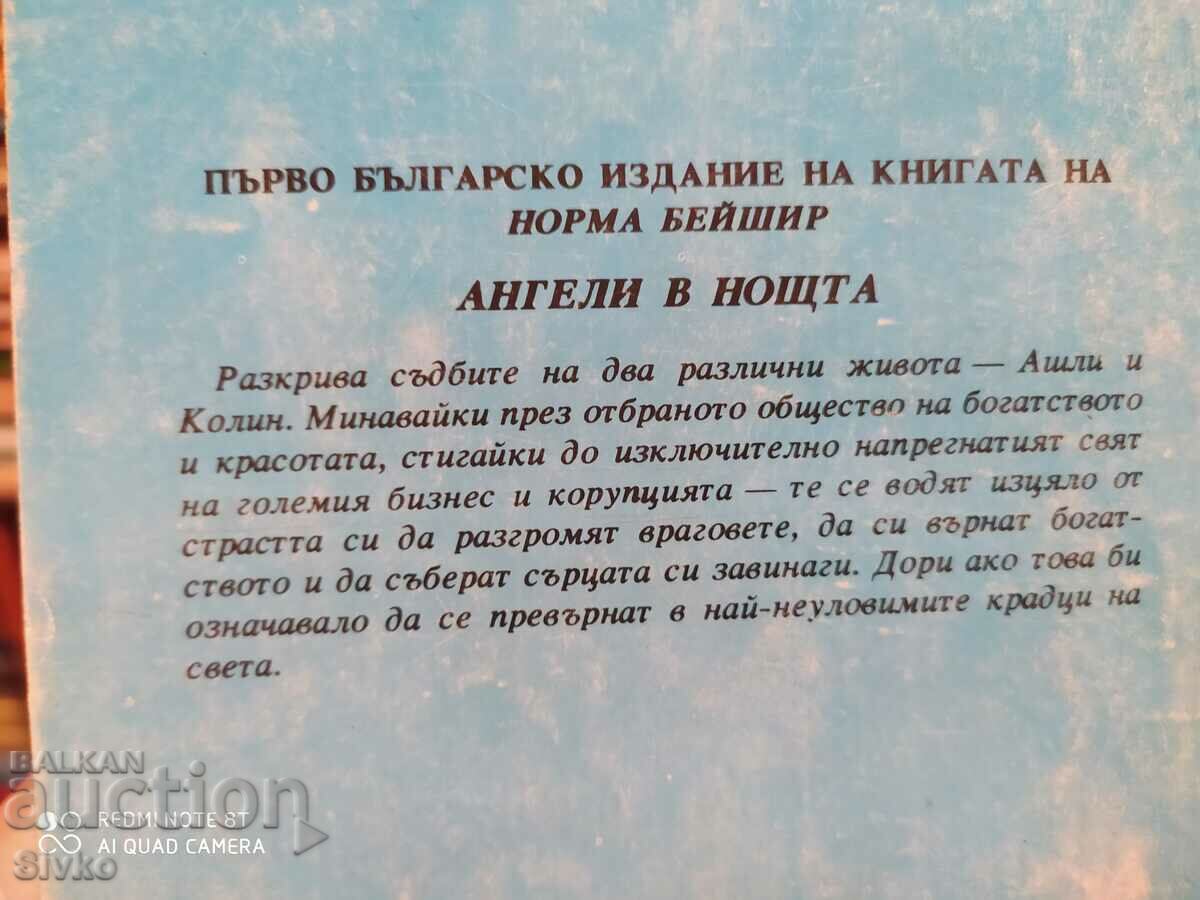 ПЪРВО БЪЛГАРСКО ИЗДАНИЕ НА КНИГАТА НА
НОРМА БЕЙШИР
АНГЕЛИ В НОЩТА
Разкрива съдбите на два различни живота — Ашли и
Колин. Минавайки през отбраното общество на богатството
и красотата, стигайки до изключително напрегнатият свят
на големия бизнес и корупцията — те се водят изцяло от
страстта си да разгромят враговете, да си върнат богат-
ството и да съберат сърцата си завинаги. Дори ако това би
означавало да се превърнат в най-неуловимите крадци на
света.
BALKAN
auction
REDMI NOTE 8T
AI QUAD CAMERA
Sivko